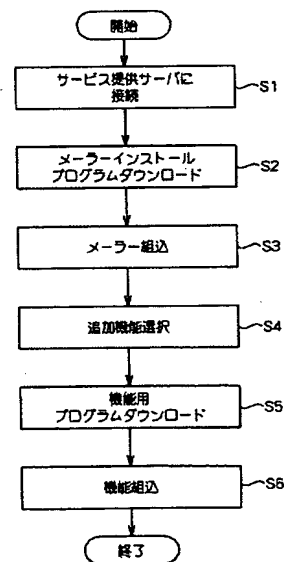 開始
サービス提供サーバに
接続
S1
メーラーインストール
プログラムダウンロード
S2
メーラー組込
S3
追加機能選択
S4
機能用
プログラムダウンロード
S5
機能組込
S6
終了